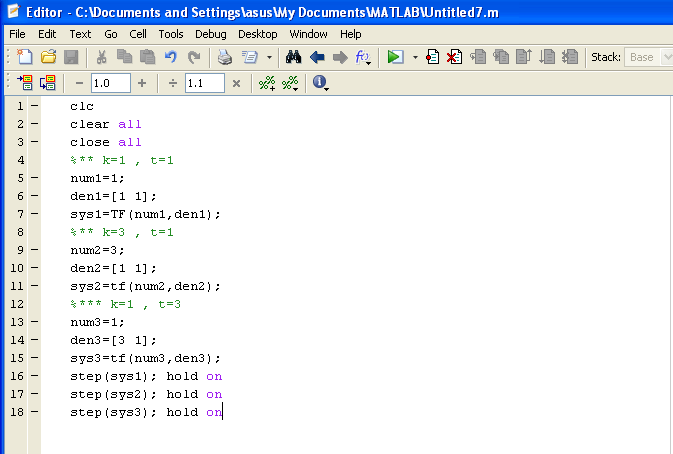 Editor - C:\Documents and Settings\asus\My Documents\MATLAB\Untitled7.m
File Edit Text Go Cell Tools Debug Desktop Window Help
Stack: Base
− 1.0 + ÷ 1.1 ×
1 − clc
2 − clear all
3 − close all
4 %** k=1 , t=1
5 − num1=1;
6 − den1=[1 1];
7 − sys1=TF(num1,den1);
8 %** k=3 , t=1
9 − num2=3;
10 − den2=[1 1];
11 − sys2=tf(num2,den2);
12 %*** k=1 , t=3
13 − num3=1;
14 − den3=[3 1];
15 − sys3=tf(num3,den3);
16 − step(sys1); hold on
17 − step(sys2); hold on
18 − step(sys3); hold on